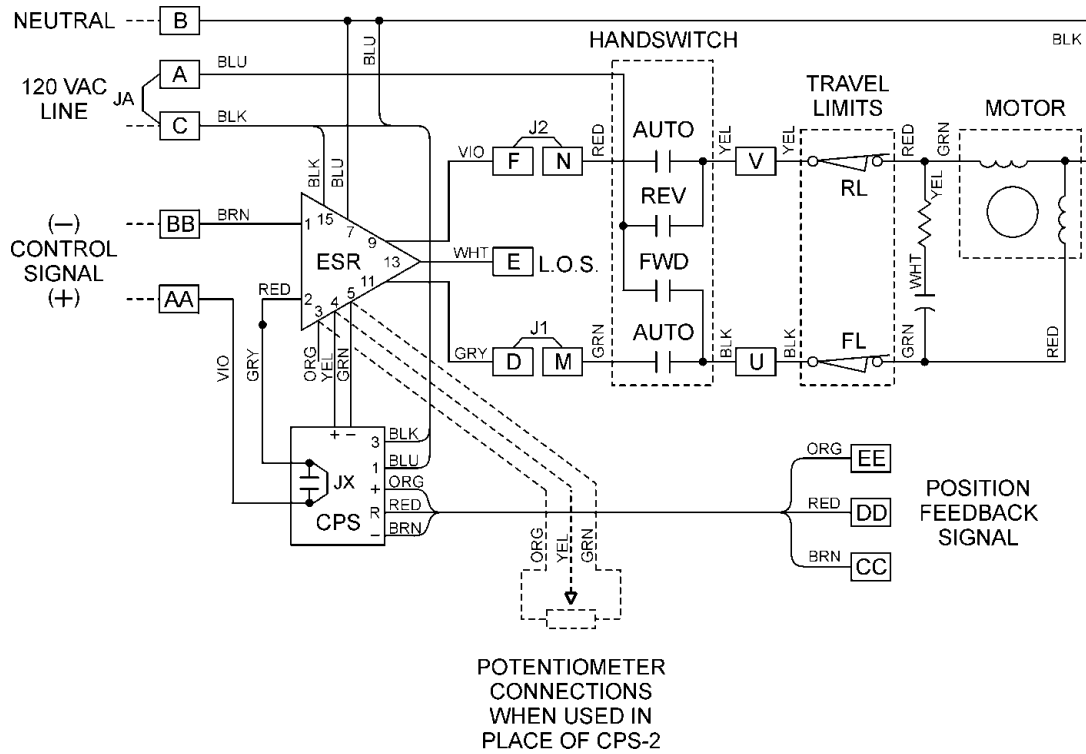 NEUTRAL
B
BLK
BLU
120 VAC
LINE
JA
A
BLU
C
BLK
HANDSWITCH
TRAVEL
LIMITS
MOTOR
BLK
BLU
VIO
J2
F
N
RED
AUTO
YEL
V
YEL
RL
RED
GRN
YEL
REV
(–)
CONTROL
SIGNAL
(+)
BB
BRN
1
15
7
9
ESR
13
11
2
3
4
5
WHT
E
L.O.S.
FWD
WHT
AA
RED
VIO
GRY
ORG
YEL
GRN
GRY
J1
D
M
GRN
AUTO
BLK
U
BLK
FL
GRN
RED
+ –
3
BLK
1
BLU
+
ORG
R
RED
–
BRN
JX
CPS
ORG
EE
RED
DD
BRN
CC
POSITION
FEEDBACK
SIGNAL
ORG
YEL
GRN
POTENTIOMETER
CONNECTIONS
WHEN USED IN
PLACE OF CPS-2